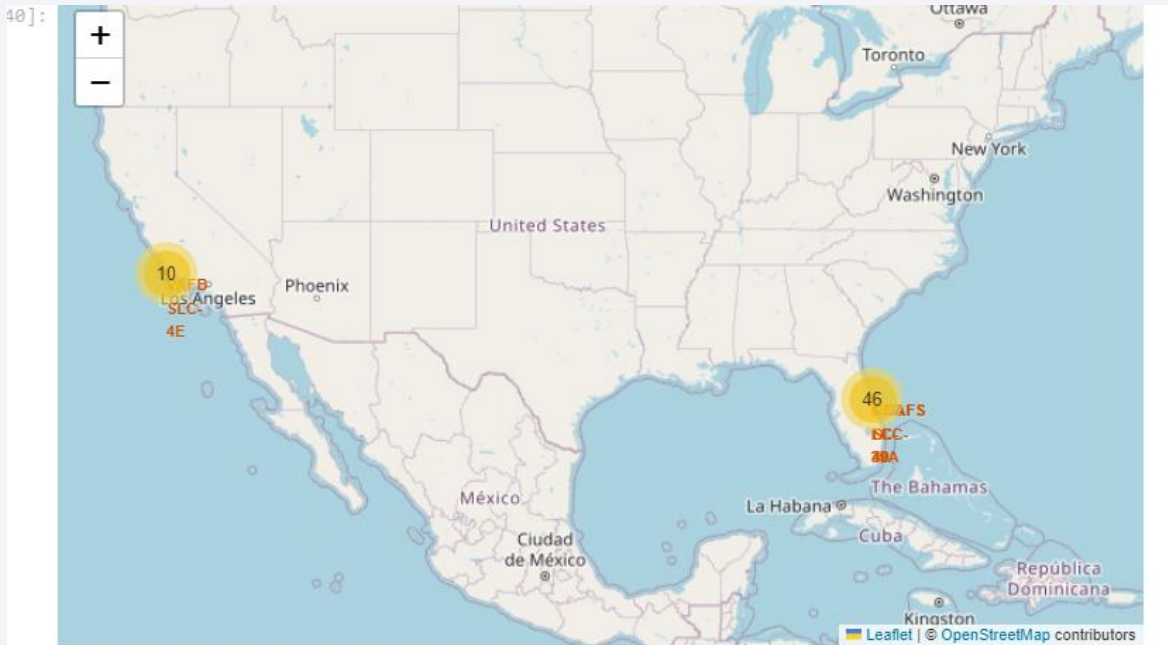 40]:
+
−
Ottawa
Toronto
New York
Washington
United States
10
Los Angeles
SLC-
4E
Phoenix
46
The Bahamas
La Habana
Cuba
México
Ciudad
de México
República
Dominicana
Kingston
Leaflet | © OpenStreetMap contributors